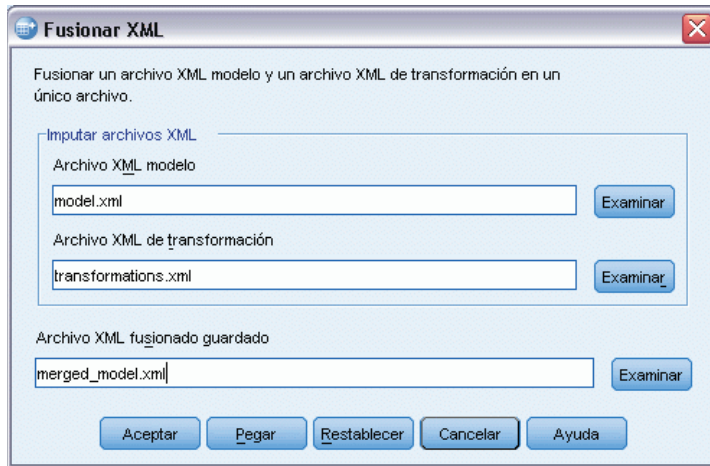 Fusionar XML
Fusionar un archivo XML modelo y un archivo XML de transformación en un
único archivo.
Imputar archivos XML
Archivo XML modelo
model.xml
Examinar
Archivo XML de transformación
transformations.xml
Examinar
Archivo XML fusionado guardado
merged_model.xml
Examinar
Aceptar
Pegar
Restablecer
Cancelar
Ayuda